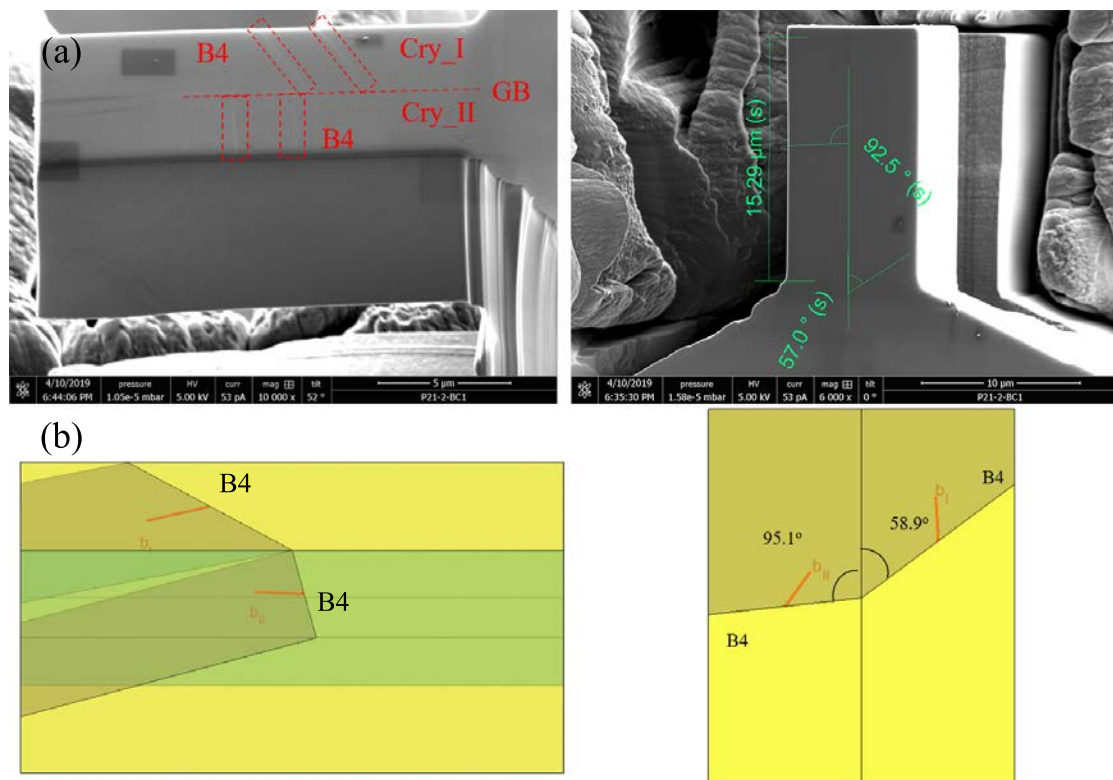 (a)
B4
Cry_I
GB
Cry_II
B4
4/10/2019 pressure HV curr mag tilt 5 µm
6:44:06 PM 1.05e-5 mbar 5.00 kV 53 pA 10 000 x 52 ° P21-2-BC1
15.29 µm (s)
92.5 ° (s)
57.0 ° (s)
4/10/2019 pressure HV curr mag tilt 10 µm
6:35:30 PM 1.58e-5 mbar 5.00 kV 53 pA 6 000 x 0 ° P21-2-BC1
(b)
B4
b
B4
b
B4
bI
58.9°
95.1°
bII
B4